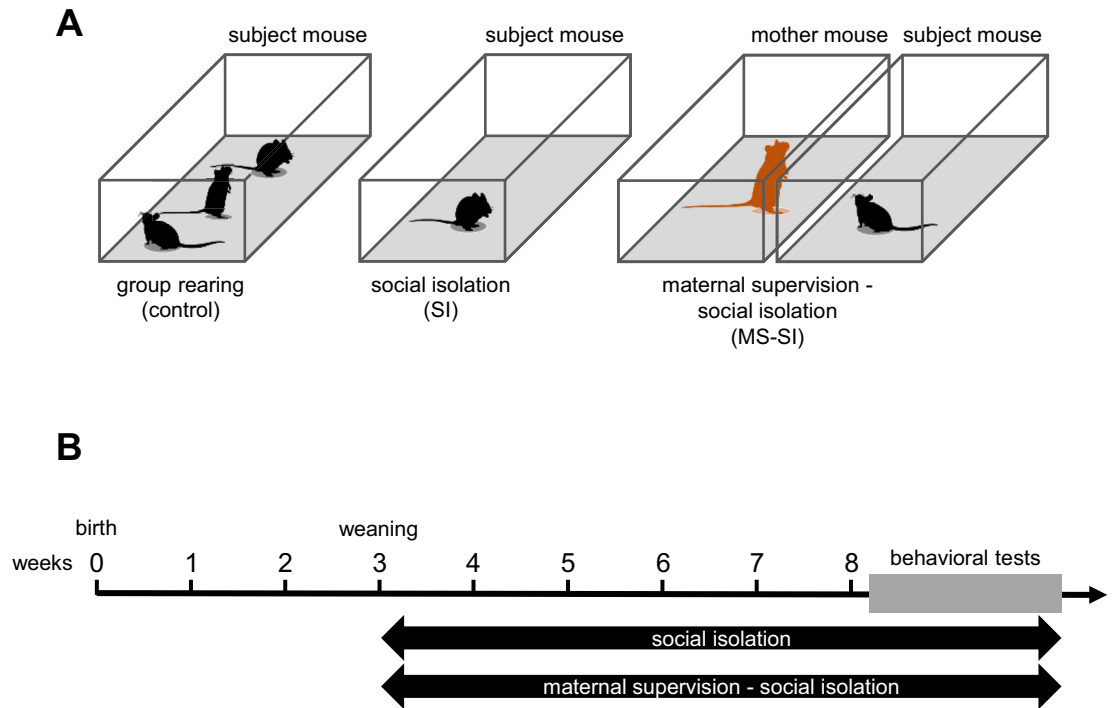 A
subject mouse
subject mouse
mother mouse
subject mouse
group rearing
(control)
social isolation
(SI)
maternal supervision -
social isolation
(MS-SI)
B
birth
weaning
weeks
0
1
2
3
4
5
6
7
8
behavioral tests
social isolation
maternal supervision - social isolation